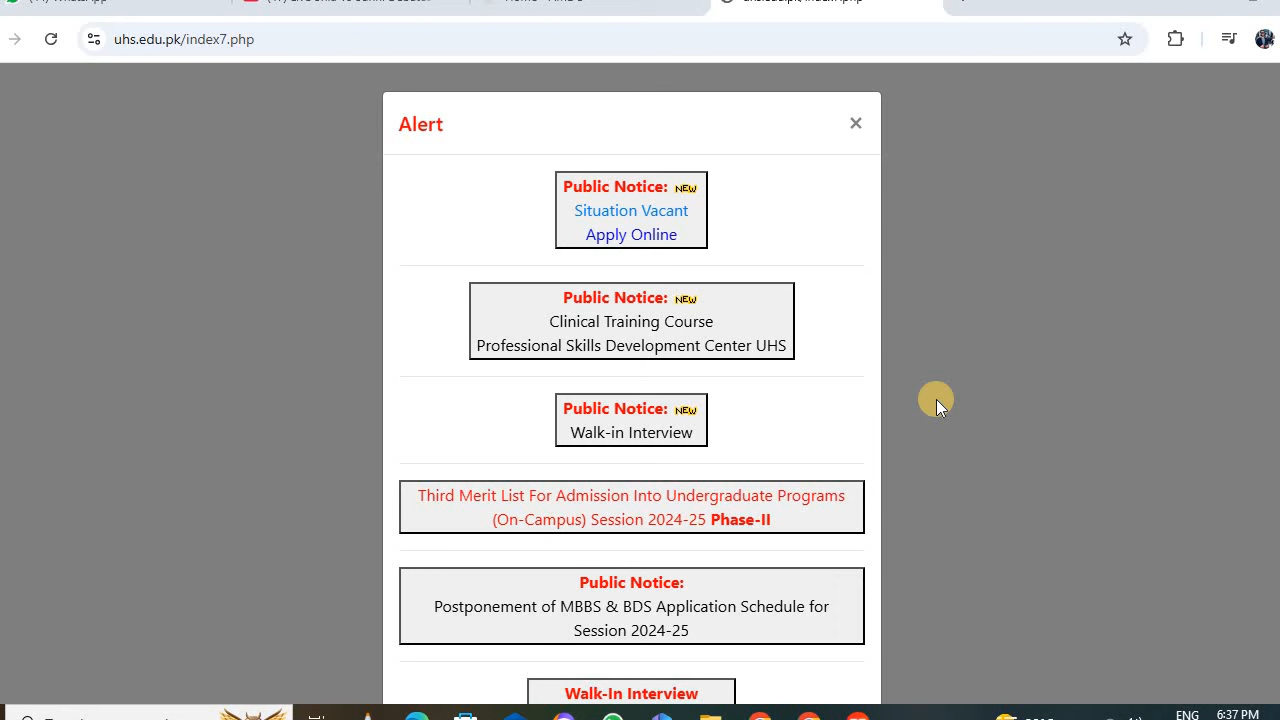 uhs.edu.pk/index7.php
Alert
×
Public Notice: NEW
Situation Vacant
Apply Online
Public Notice: NEW
Clinical Training Course
Professional Skills Development Center UHS
Public Notice: NEW
Walk-in Interview
Third Merit List For Admission Into Undergraduate Programs
(On-Campus) Session 2024-25 Phase-II
Public Notice:
Postponement of MBBS & BDS Application Schedule for
Session 2024-25
Walk-In Interview
ENG 6:37 PM